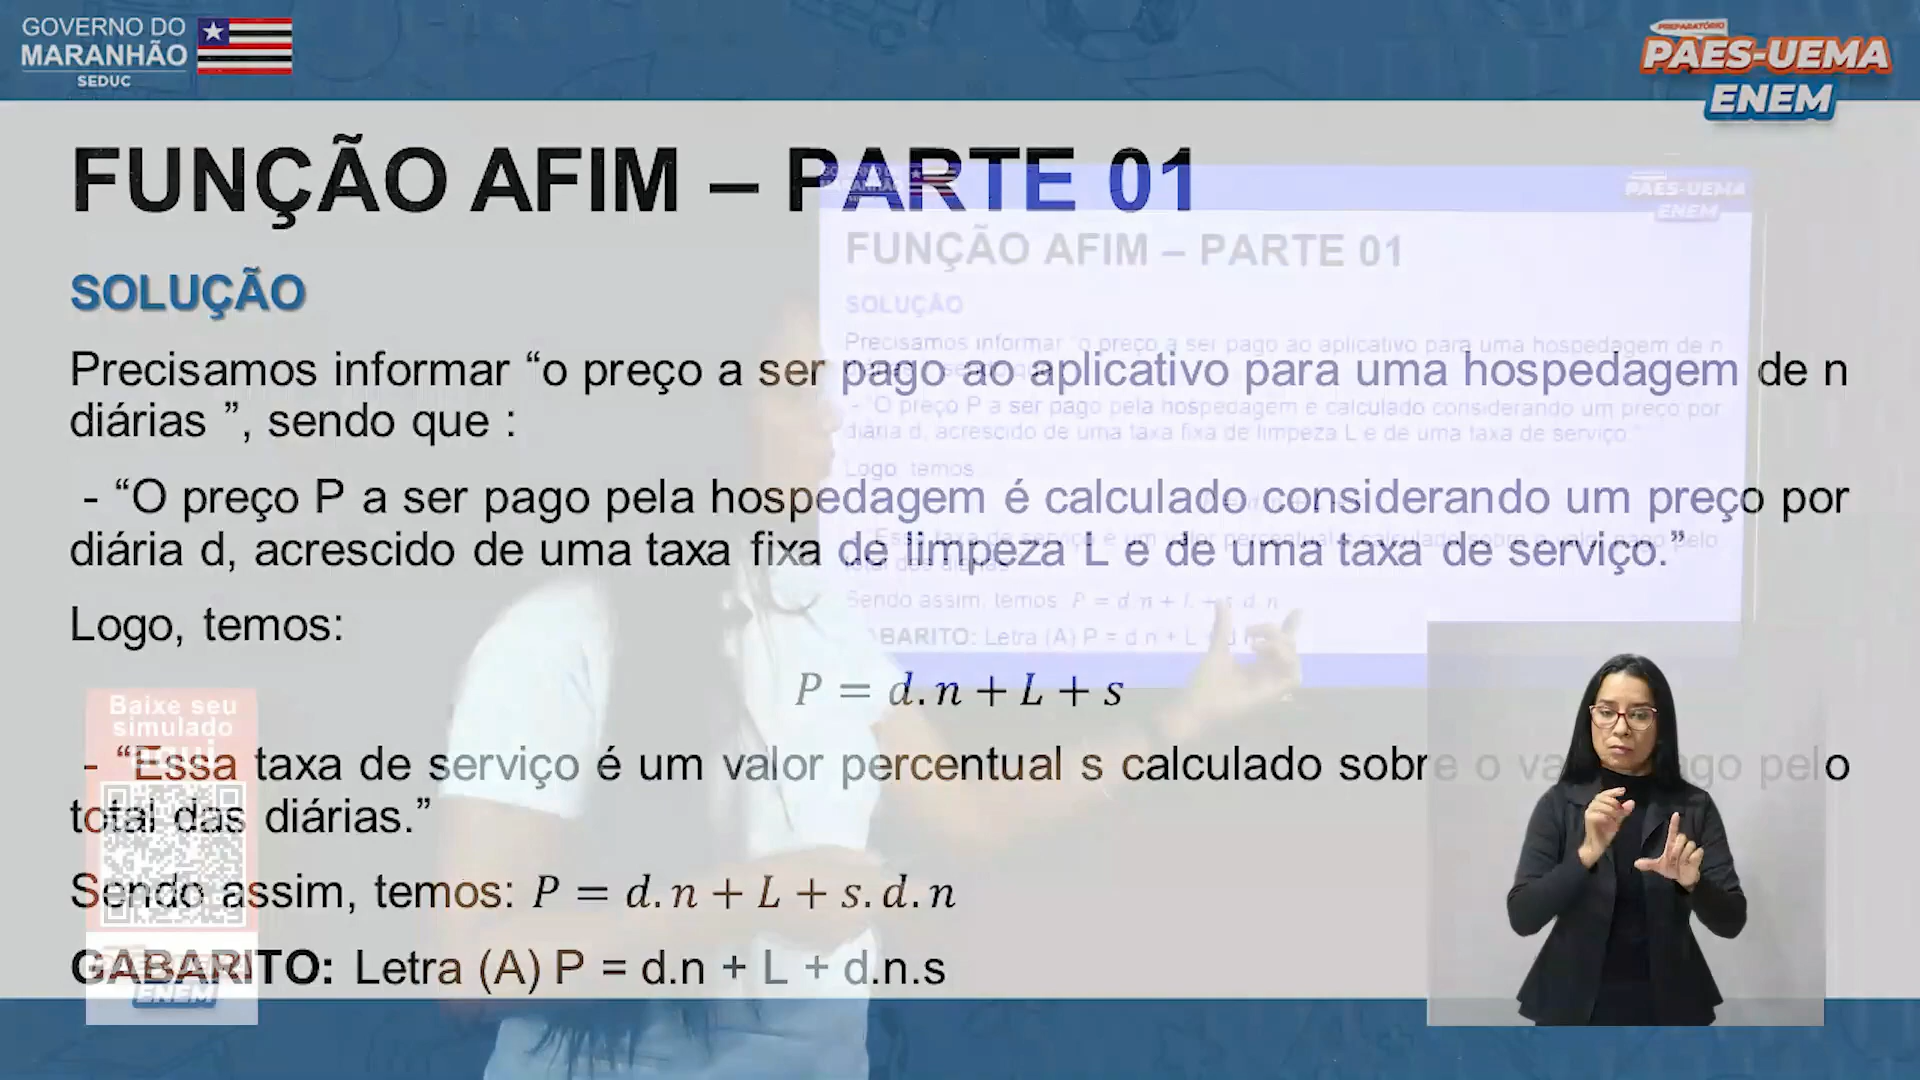 GOVERNO DO
MARANHÃO
SEDUC
PREPARATÓRIO
PAES-UEMA
ENEM
FUNÇÃO AFIM – PARTE 01
SOLUÇÃO
Precisamos informar “o preço a ser pago ao aplicativo para uma hospedagem de n
diárias ”, sendo que :
- “O preço P a ser pago pela hospedagem é calculado considerando um preço por
diária d, acrescido de uma taxa fixa de limpeza L e de uma taxa de serviço.”
Logo, temos:
P = d.n + L + s
- “Essa taxa de serviço é um valor percentual s calculado sobre o valor pago pelo
total das diárias.”
Sendo assim, temos: P = d.n + L + s.d.n
GABARITO: Letra (A) P = d.n + L + d.n.s
PAES-UEMA
ENEM
FUNÇÃO AFIM – PARTE 01
SOLUÇÃO
Precisamos informar “o preço a ser pago ao aplicativo para uma hospedagem de n
- “O preço P a ser pago pela hospedagem é calculado considerando um preço por
diária d, acrescido de uma taxa fixa de limpeza L e de uma taxa de serviço.”
Logo, temos
Sendo assim, temos: P = d.n + L + s.d.n
GABARITO: Letra (A) P = d.n + L
Baixe seu
simulado
aqui
ENEM